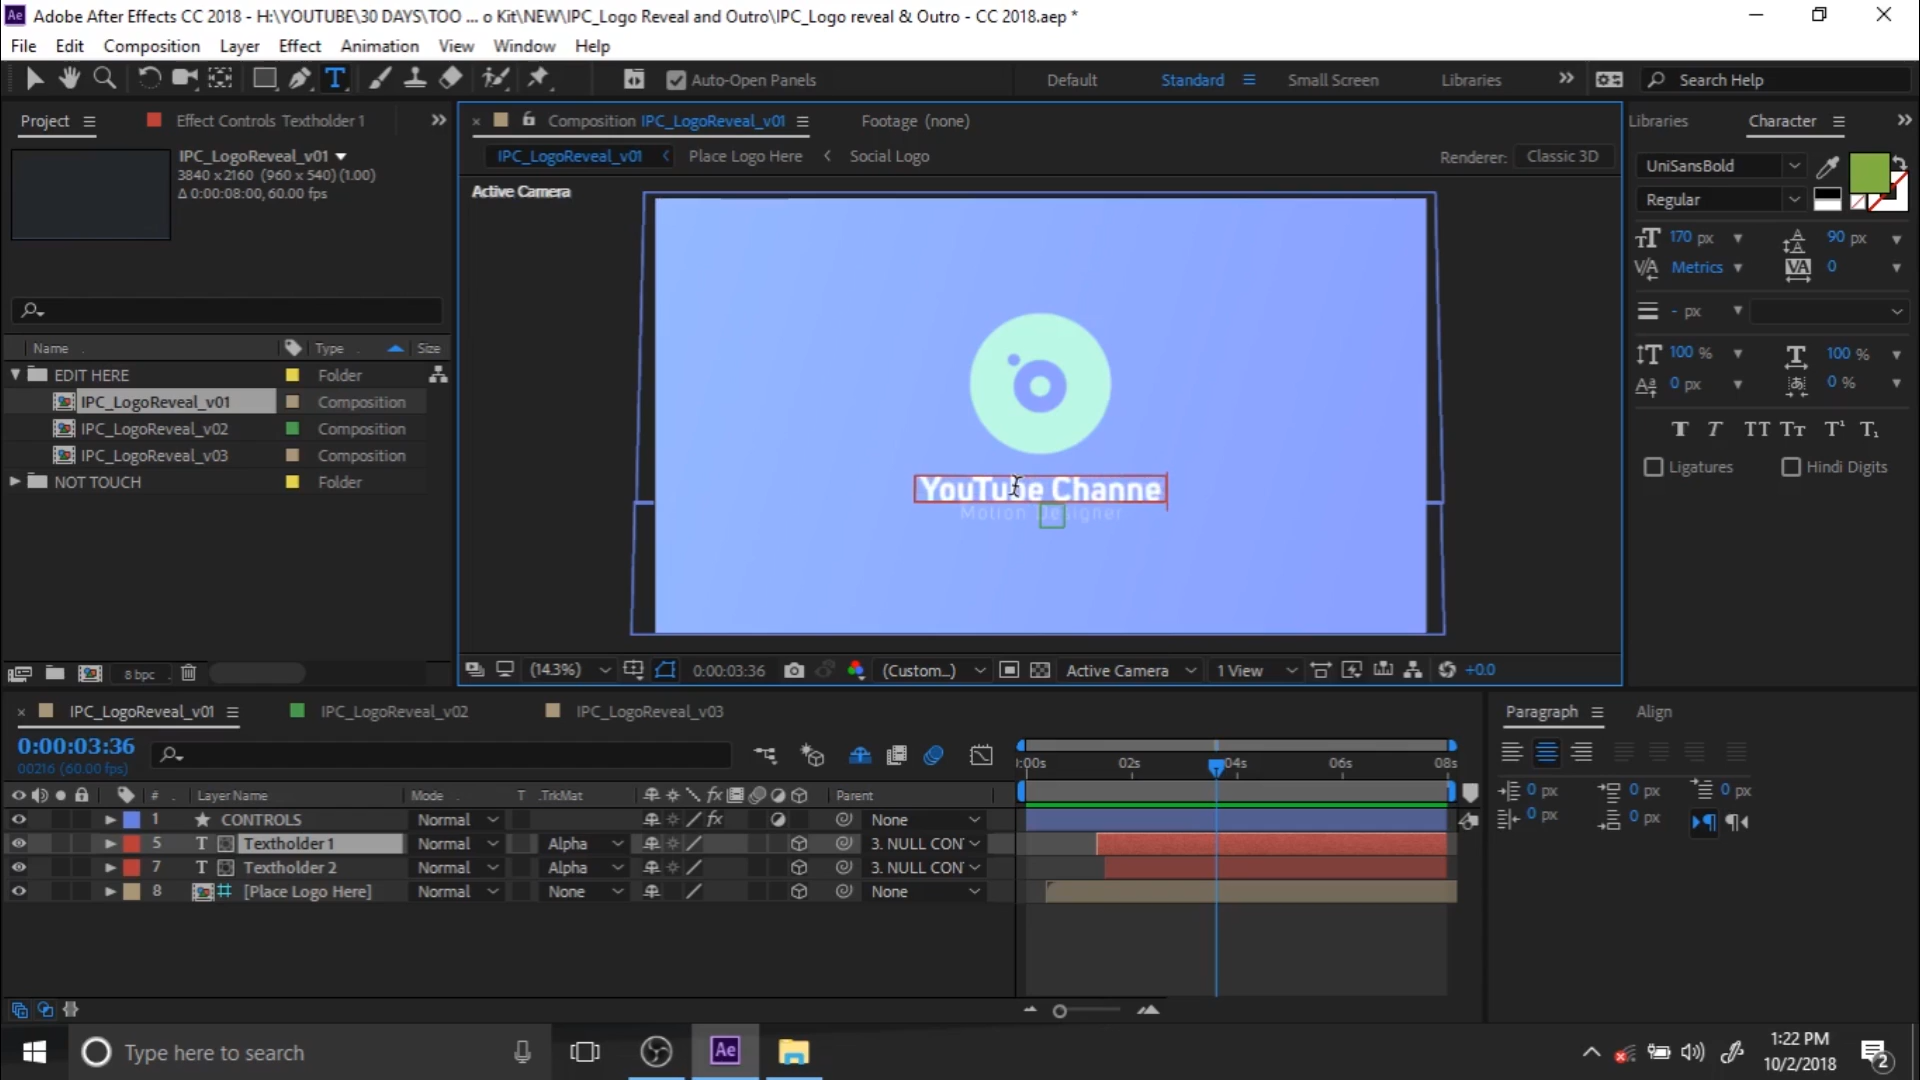 Adobe After Effects CC 2018 - H:\YOUTUBE\30 DAYS\TOO ... o Kit\NEW\IPC_Logo Reveal and Outro\IPC_Logo reveal & Outro - CC 2018.aep *
File Edit Composition Layer Effect Animation View Window Help
Auto-Open Panels Default Standard Small Screen Libraries Search Help
Project Effect Controls Textholder 1
Composition IPC_LogoReveal_v01 Footage (none)
Libraries Character
IPC_LogoReveal_v01
3840 x 2160 (960 x 540) (1.00)
Δ 0:00:08:00, 60.00 fps
IPC_LogoReveal_v01 Place Logo Here Social Logo Renderer: Classic 3D
Active Camera
UniSansBold
Regular
170 px 90 px
Metrics 0
- px
100 % 100 %
0 px 0 %
Ligatures Hindi Digits
Name Type Size
EDIT HERE Folder
IPC_LogoReveal_v01 Composition
IPC_LogoReveal_v02 Composition
IPC_LogoReveal_v03 Composition
NOT TOUCH Folder
YouTube Channe
Motion Designer
8 bpc
(14.3%) 0:00:03:36 (Custom...) Active Camera 1 View +0.0
IPC_LogoReveal_v01 IPC_LogoReveal_v02 IPC_LogoReveal_v03
Paragraph Align
0:00:03:36
00216 (60.00 fps)
:00s 02s 04s 06s 08s
# Layer Name Mode T .TrkMat fx Parent
1 CONTROLS Normal None
5 Textholder 1 Normal Alpha 3. NULL CON
7 Textholder 2 Normal Alpha 3. NULL CON
8 [Place Logo Here] Normal None None
0 px 0 px 0 px
0 px 0 px
Type here to search
Ae
1:22 PM
10/2/2018
2